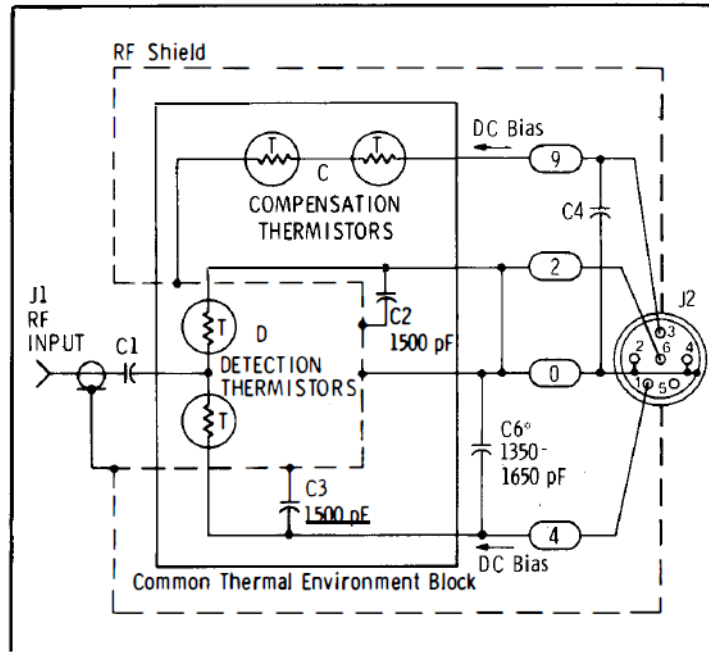 RF Shield
DC Bias
T
T
9
C
C4
COMPENSATION
THERMISTORS
2
J2
J1
RF
INPUT
C1
T
D
C2
1500 pF
DETECTION
THERMISTORS
T
0
3
2
6
4
1
5
C6°
1350-
1650 pF
C3
1500 pF
4
DC Bias
Common Thermal Environment Block